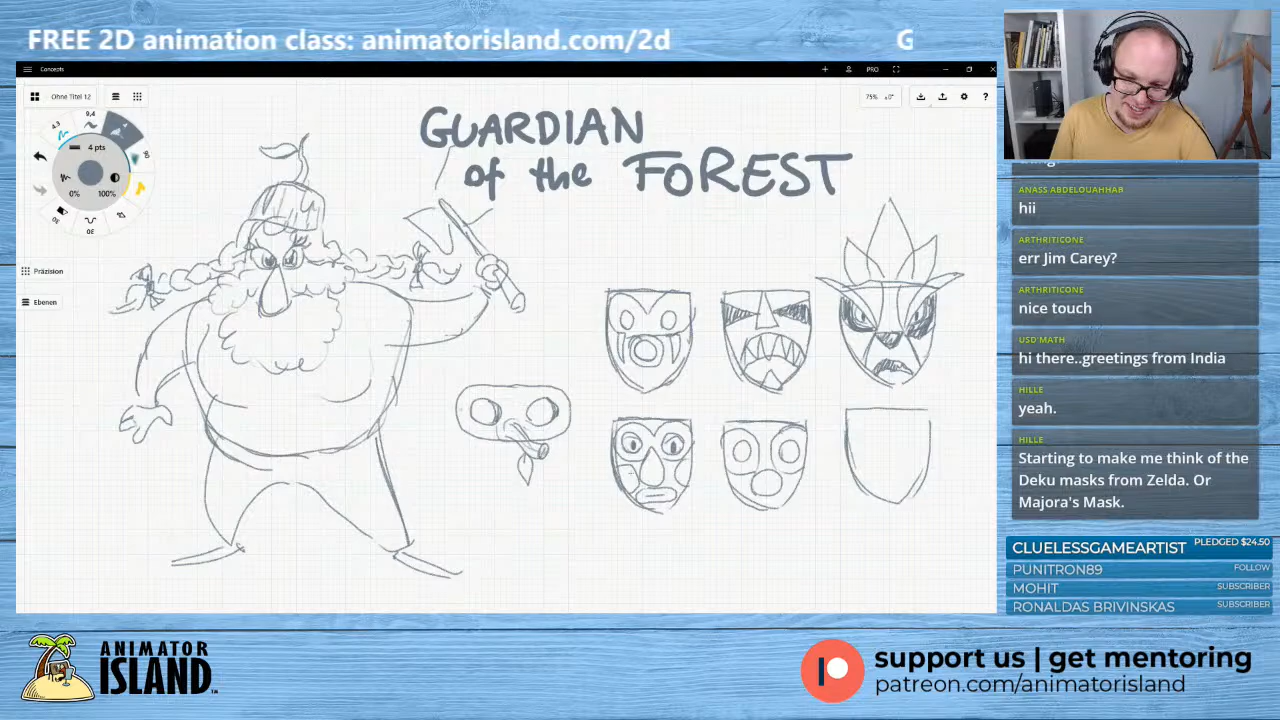 FREE 2D animation class: animatorisland.com/2d
G
Concepts
PRO
Ohne Titel 12
75%
4 pts
0%
100%
Präzision
Ebenen
GUARDIAN
of the FOREST
ANASS ABDELOUAHHAB
hii
ARTHRITICONE
err Jim Carey?
ARTHRITICONE
nice touch
USD MATH
hi there..greetings from India
HILLE
yeah.
HILLE
Starting to make me think of the
Deku masks from Zelda. Or
Majora's Mask.
CLUELESSGAMEARTIST PLEDGED $24.50
PUNITRON89 FOLLOW
MOHIT SUBSCRIBER
RONALDAS BRIVINSKAS SUBSCRIBER
ANIMATOR
ISLAND
support us | get mentoring
patreon.com/animatorisland